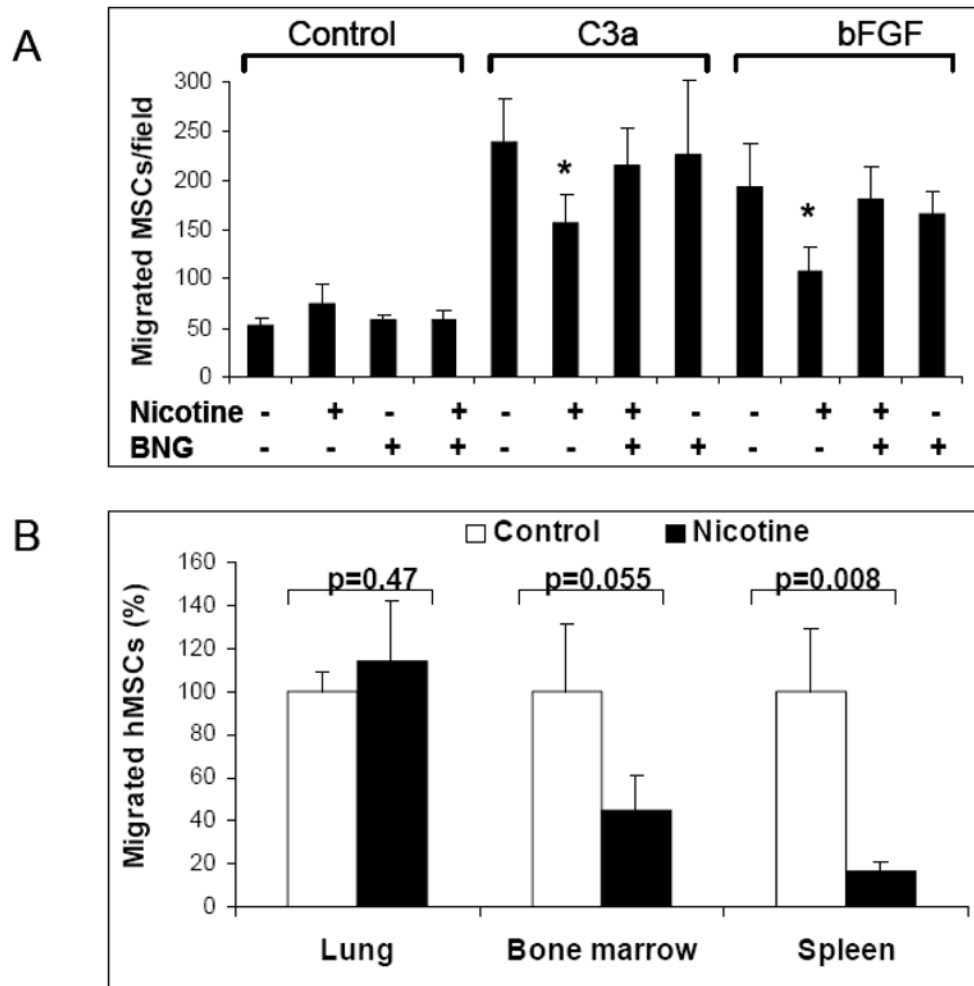 A
Control C3a bFGF
Migrated MSCs/field
300
250
200
150
100
50
0
Nicotine - + - + - + + - - + + -
BNG - - + + - - + + - - + +
* *
B
Control Nicotine
Migrated hMSCs (%)
160
140
120
100
80
60
40
20
0
p=0.47 p=0.055 p=0.008
Lung Bone marrow Spleen